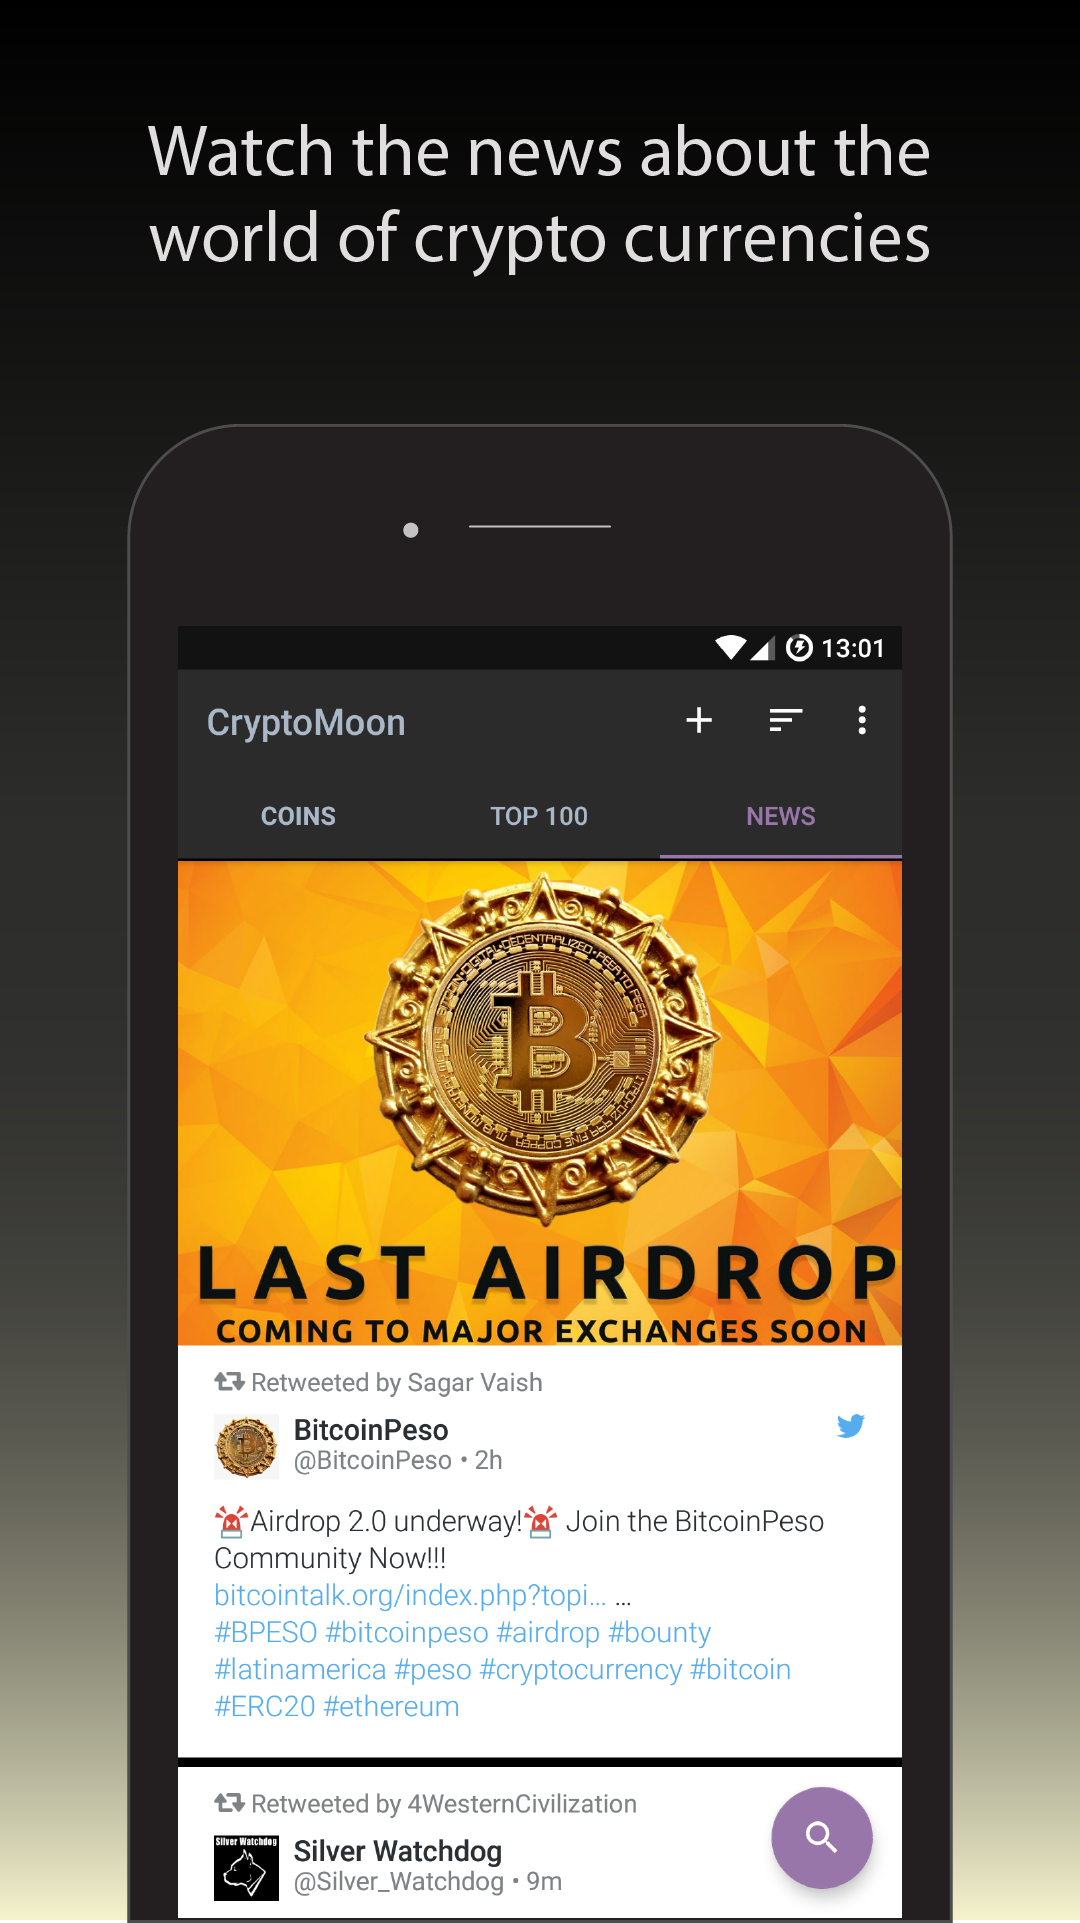 Watch the news about the
world of crypto currencies
13:01
CryptoMoon
COINS TOP 100 NEWS
BITCOIN • DIGITAL • DECENTRALIZED • PEER TO PEER
LAST AIRDROP
COMING TO MAJOR EXCHANGES SOON
Retweeted by Sagar Vaish
BitcoinPeso
@BitcoinPeso • 2h
Airdrop 2.0 underway! Join the BitcoinPeso
Community Now!!!
bitcointalk.org/index.php?topi... ...
#BPESO #bitcoinpeso #airdrop #bounty
#latinamerica #peso #cryptocurrency #bitcoin
#ERC20 #ethereum
Retweeted by 4WesternCivilization
Silver Watchdog
Silver Watchdog
@Silver_Watchdog • 9m